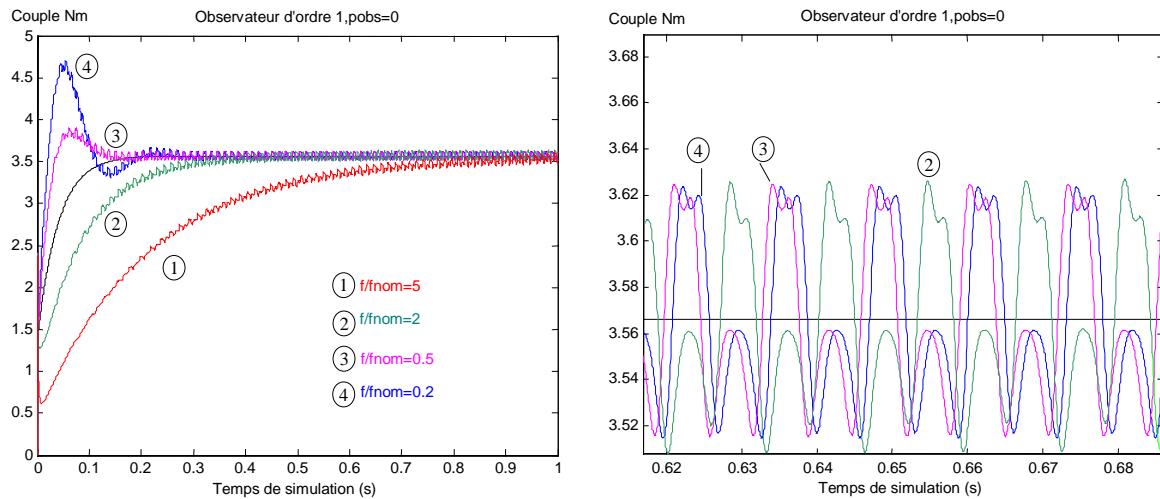 Couple Nm
Observateur d'ordre 1,pobs=0
5
4.5
4
3.5
3
2.5
2
1.5
1
0.5
0
4
3
2
1
1 f/fnom=5
2 f/fnom=2
3 f/fnom=0.5
4 f/fnom=0.2
0 0.1 0.2 0.3 0.4 0.5 0.6 0.7 0.8 0.9 1
Temps de simulation (s)
Couple Nm
Observateur d'ordre 1,pobs=0
3.68
3.66
3.64
3.62
3.6
3.58
3.56
3.54
3.52
4 3 2
0.62 0.63 0.64 0.65 0.66 0.67 0.68
Temps de simulation (s)